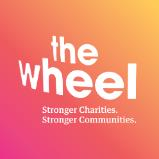 the
wheel
Stronger Charities.
Stronger Communities.